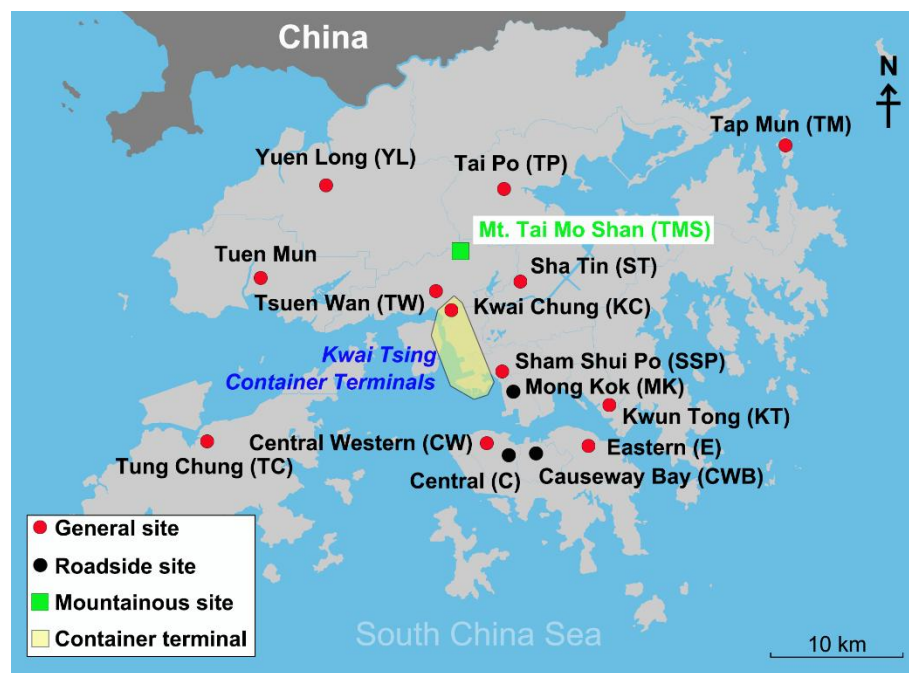 China
N
Tap Mun (TM)
Yuen Long (YL)
Tai Po (TP)
Mt. Tai Mo Shan (TMS)
Tuen Mun
Sha Tin (ST)
Tsuen Wan (TW)
Kwai Chung (KC)
Kwai Tsing
Container Terminals
Sham Shui Po (SSP)
Mong Kok (MK)
Kwun Tong (KT)
Central Western (CW)
Eastern (E)
Tung Chung (TC)
Central (C)
Causeway Bay (CWB)
General site
Roadside site
Mountainous site
Container terminal
South China Sea
10 km